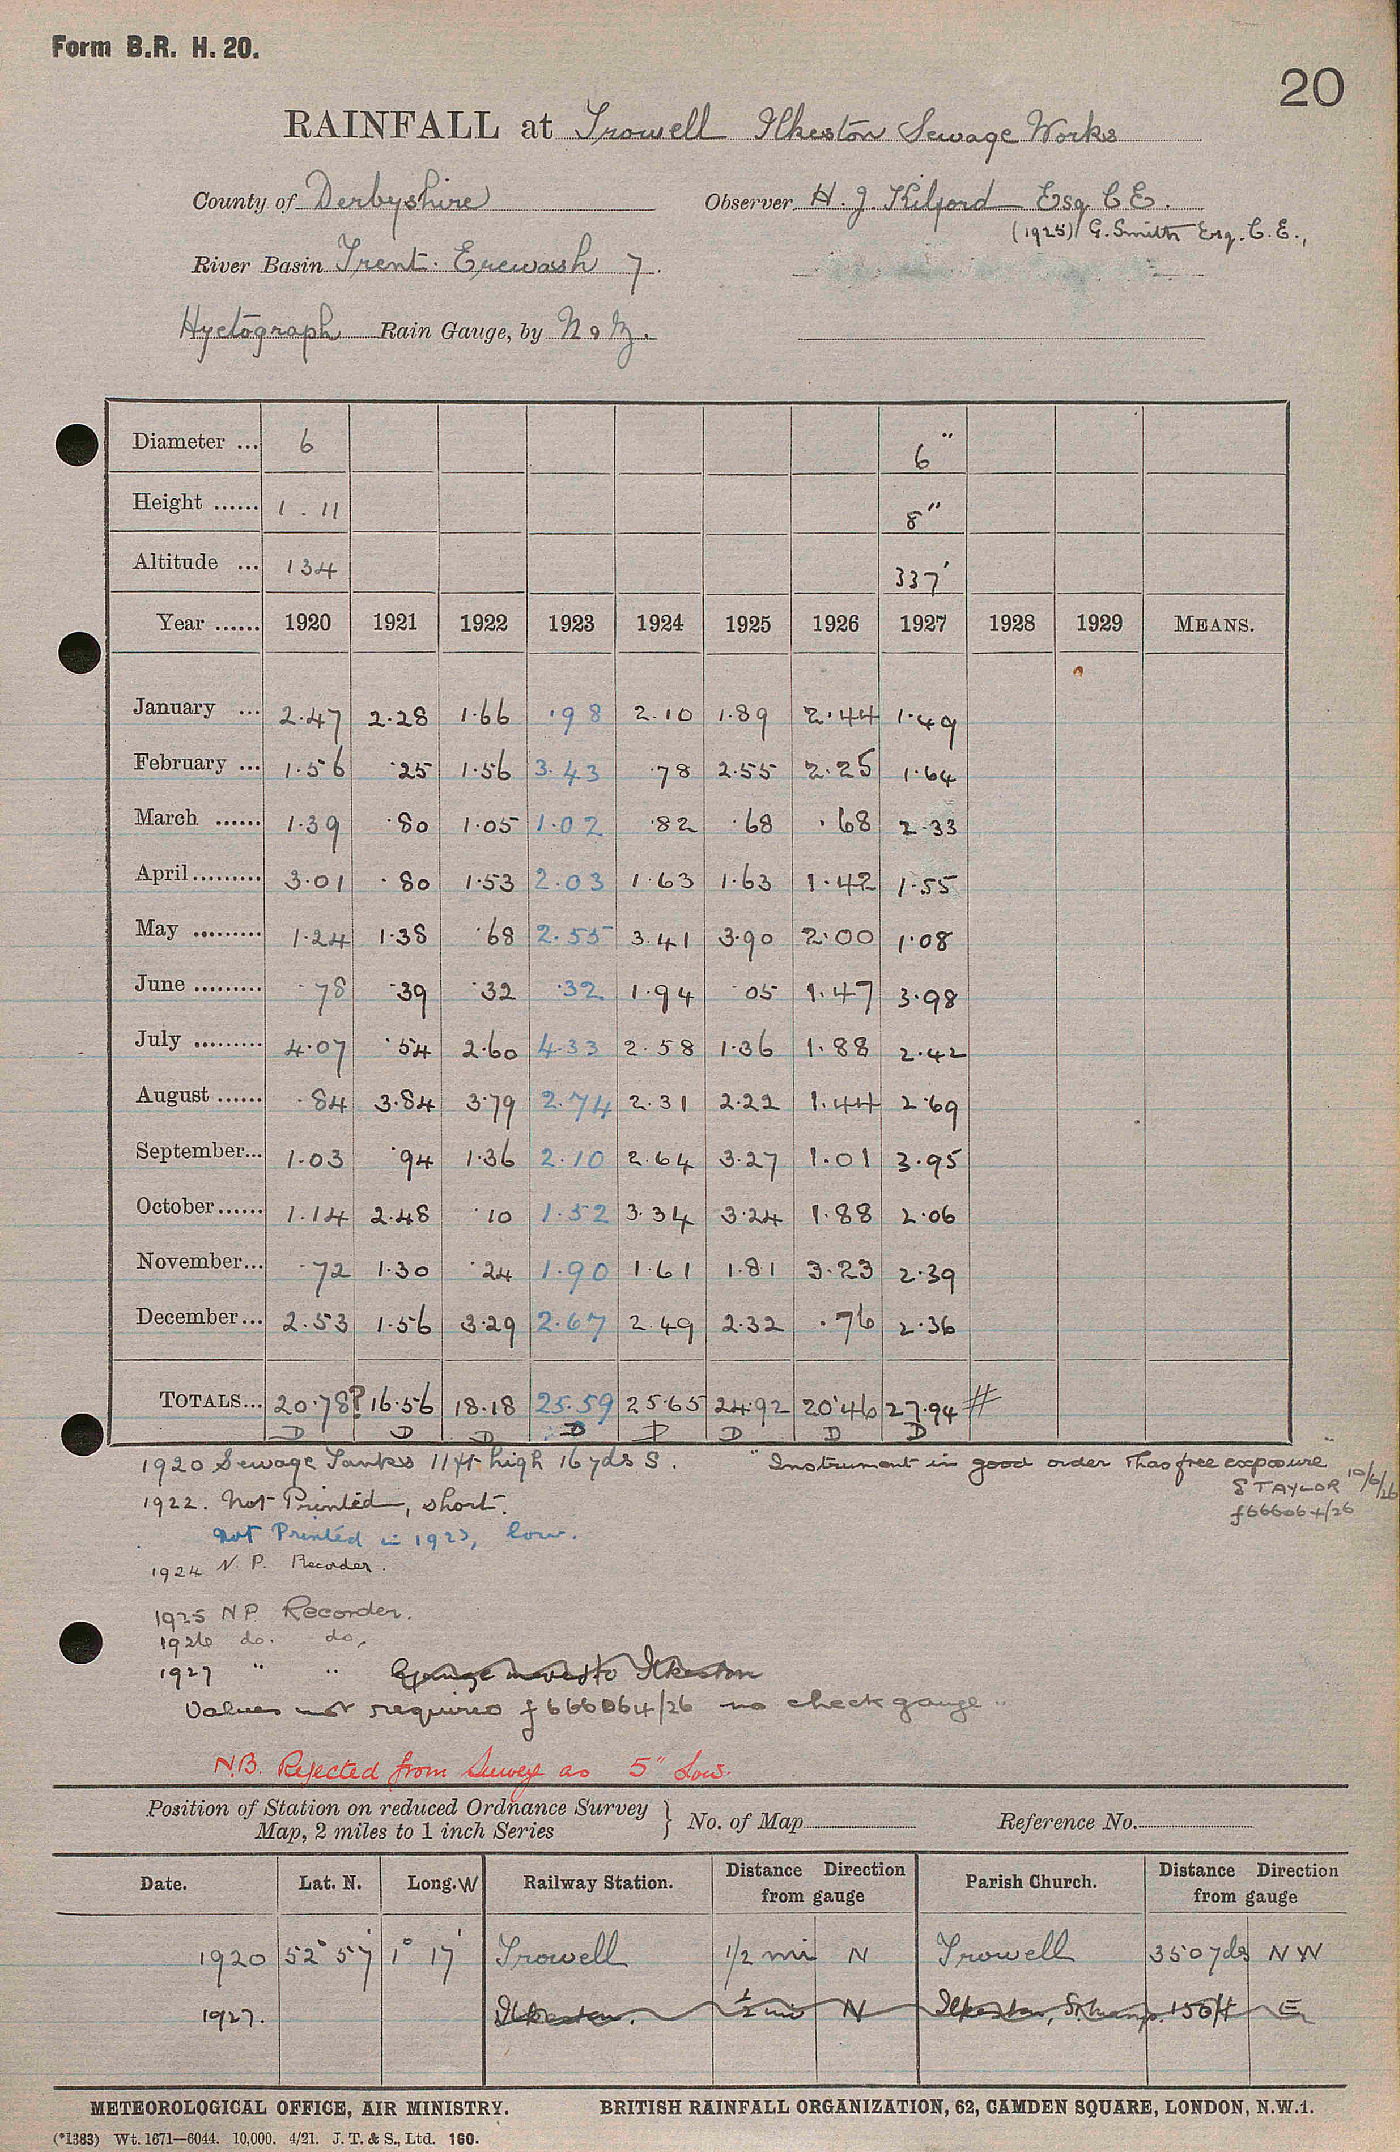 Form B.R. H. 20.
20
RAINFALL at Trowell Ilkeston Sewage Works
County of Derbyshire Observer H. J. Kilford Esq. C E.
(1925) G. Smith Esq. C. E.,
River Basin Trent. Erewash 7.
Hyetograph Rain Gauge, by N & Z.
Diameter ... 6 6"
Height ...... 1 . 11 8"
Altitude ... 134 337'
Year ...... 1920 1921 1922 1923 1924 1925 1926 1927 1928 1929 MEANS.
January ... 2.47 2.28 1.66 .98 2.10 1.89 2.44 1.49
February ... 1.56 .25 1.56 3.43 .78 2.55 2.25 1.64
March ...... 1.39 .80 1.05 1.02 .82 .68 .68 2.33
April ......... 3.01 .80 1.53 2.03 1.63 1.63 1.42 1.55
May ......... 1.24 1.38 .68 2.55 3.41 3.90 2.00 1.08
June ......... .78 .39 .32 .32 1.94 .05 1.47 3.98
July ......... 4.07 .54 2.60 4.33 2.58 1.36 1.88 2.42
August ...... .84 3.84 3.79 2.74 2.31 2.22 1.44 2.69
September... 1.03 .94 1.36 2.10 2.64 3.27 1.01 3.95
October...... 1.14 2.48 .10 1.52 3.34 3.24 1.88 2.06
November... .72 1.30 .24 1.90 1.61 1.81 3.23 2.39
December... 2.53 1.56 3.29 2.67 2.49 2.32 .76 2.36
TOTALS... 20.78? 16.56 18.18 25.59 25.65 24.92 20.46 27.94 #
D D D D D D D D
1920 Sewage Tanks 11 ft high 16 yds S. "Instrument in good order & has free exposure"
S TAYLOR 10/6/26
f666064/26
1922. Not Printed, short.
Not Printed in 1923, low.
1924 N. P. Recorder.
1925 N P. Recorder.
1926 do. do,
1927 " " Gauge moved to Ilkeston
Values not required f 666064/26 no check gauge"
N.B. Rejected from Survey as 5" Low.
Position of Station on reduced Ordnance Survey
Map, 2 miles to 1 inch Series } No. of Map Reference No.
Date. Lat. N. Long. W Railway Station. Distance Direction from gauge Parish Church. Distance Direction from gauge
1920 52° 57' 1° 17' Trowell 1/2 mi N Trowell 350 yds N W
1927. Ilkeston. 1/2 mi N Ilkeston, 150 ft E
METEOROLOGICAL OFFICE, AIR MINISTRY. BRITISH RAINFALL ORGANIZATION, 62, CAMDEN SQUARE, LONDON, N.W.1.
(*1383) Wt. 1671—6044. 10,000. 4/21. J. T. & S., Ltd. 160.